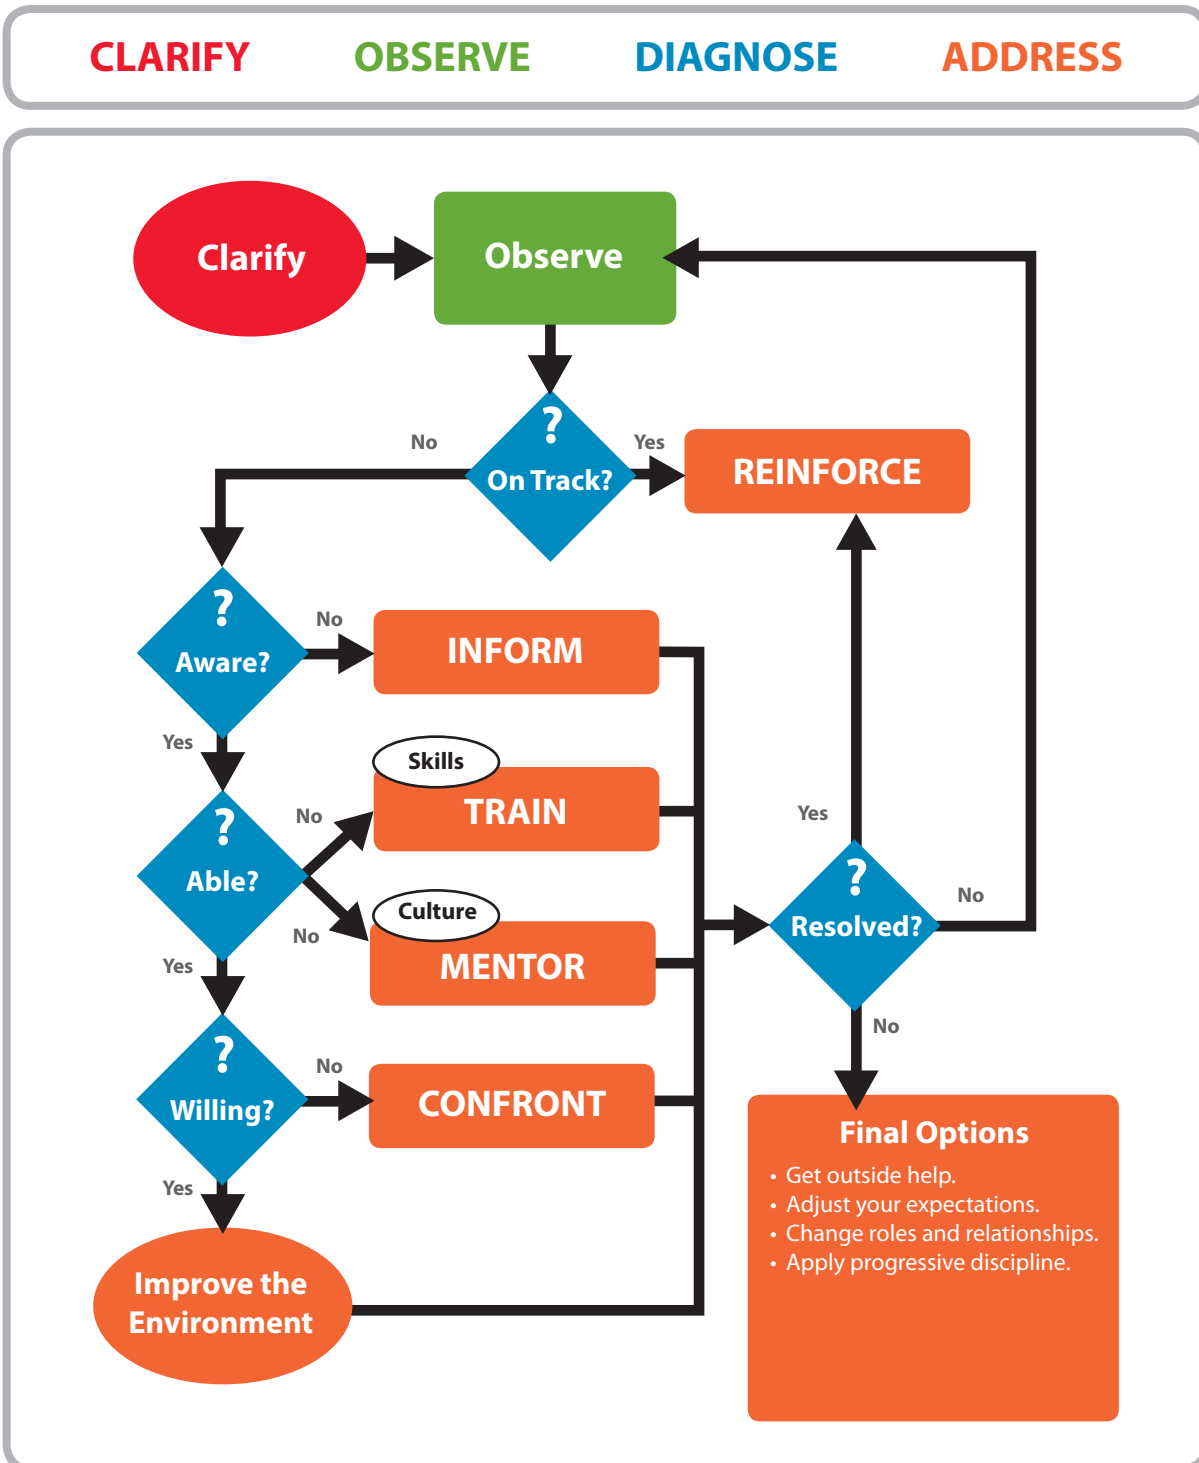 CLARIFY OBSERVE DIAGNOSE ADDRESS
Clarify
Observe
?
On Track?
No
Yes
REINFORCE
?
Aware?
No
INFORM
Yes
?
Able?
No
Skills
TRAIN
No
Culture
MENTOR
Yes
?
Willing?
No
CONFRONT
Yes
Improve the
Environment
?
Resolved?
Yes
No
No
Final Options
• Get outside help.
• Adjust your expectations.
• Change roles and relationships.
• Apply progressive discipline.